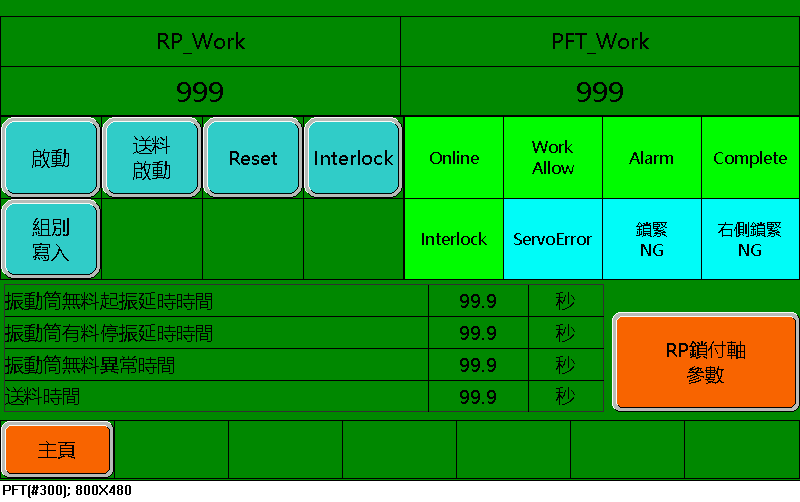 RP_Work PFT_Work
999 999
啟動 送料 Reset Interlock Online Work Alarm Complete
啟動 Allow
組別 Interlock ServoError 鎖緊 右側鎖緊
寫入 NG NG
振動筒無料起振延時時間 99.9 秒
振動筒有料停振延時時間 99.9 秒
振動筒無料異常時間 99.9 秒
送料時間 99.9 秒
RP鎖付軸
參數
主頁
PFT(#300); 800X480